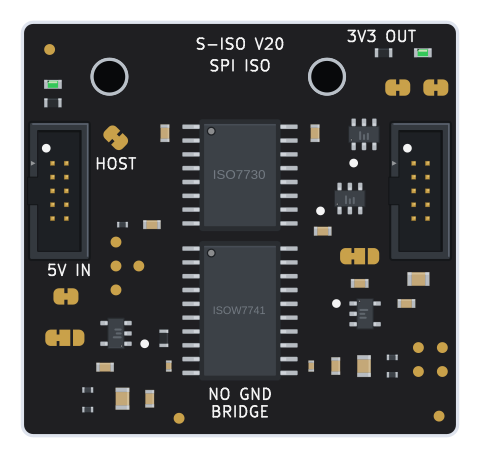 3V3 OUT
S-ISO V20
SPI ISO
HOST
ISO7730
5V IN
ISOW7741
NO GND
BRIDGE